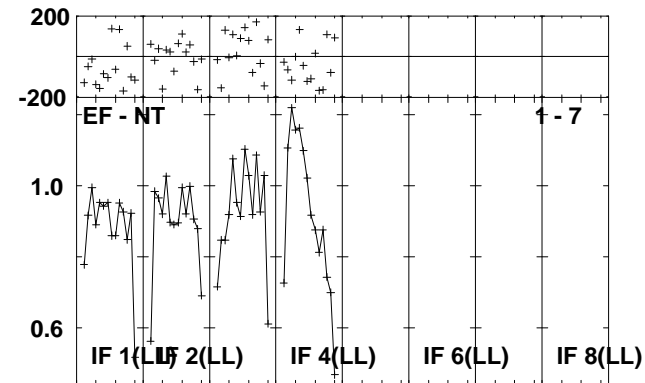 200
-200
EF - NT 1 - 7
1.0
0.6
IF 1(LL) IF 2(LL) IF 4(LL) IF 6(LL) IF 8(LL)